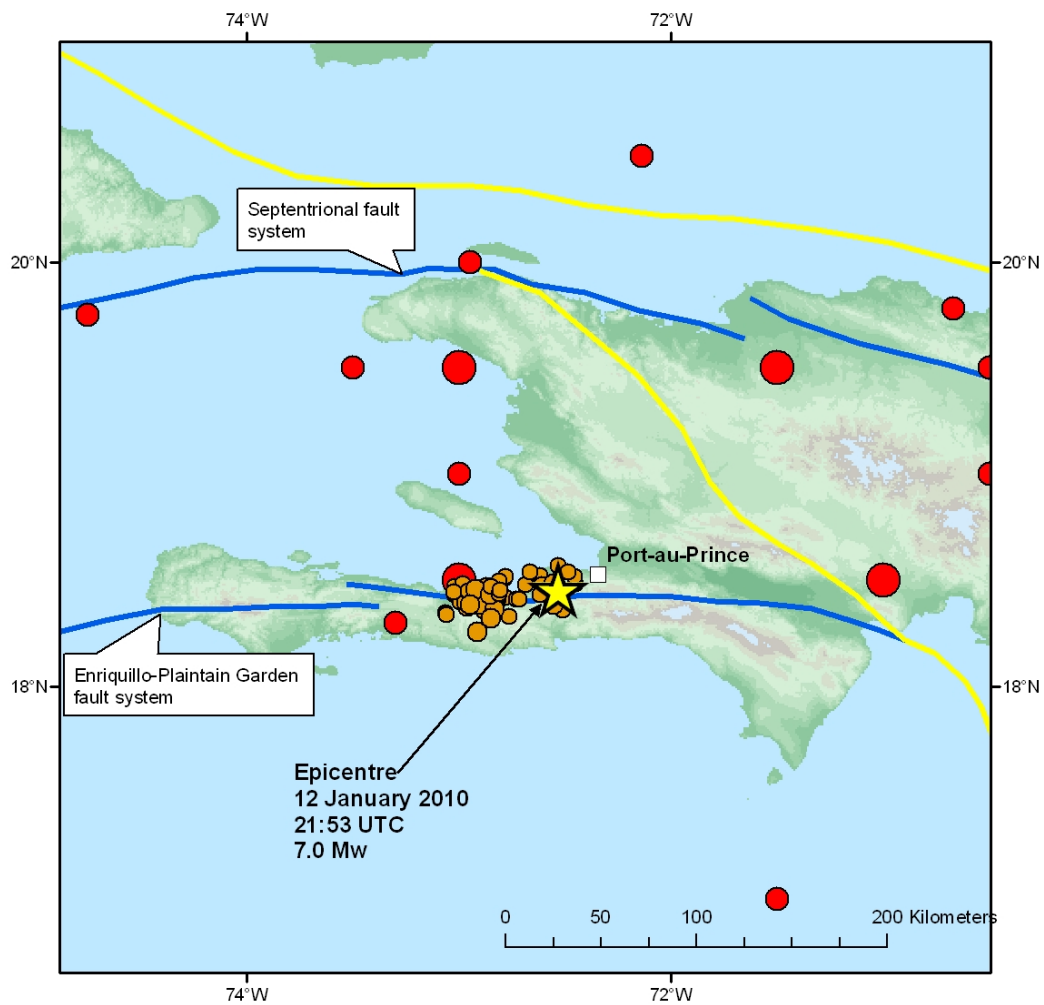 74°W
72°W
Septentrional fault
system
20°N
20°N
Port-au-Prince
Enriquillo-Plaintain Garden
fault system
18°N
18°N
Epicentre
12 January 2010
21:53 UTC
7.0 Mw
0 50 100 200 Kilometers
74°W
72°W